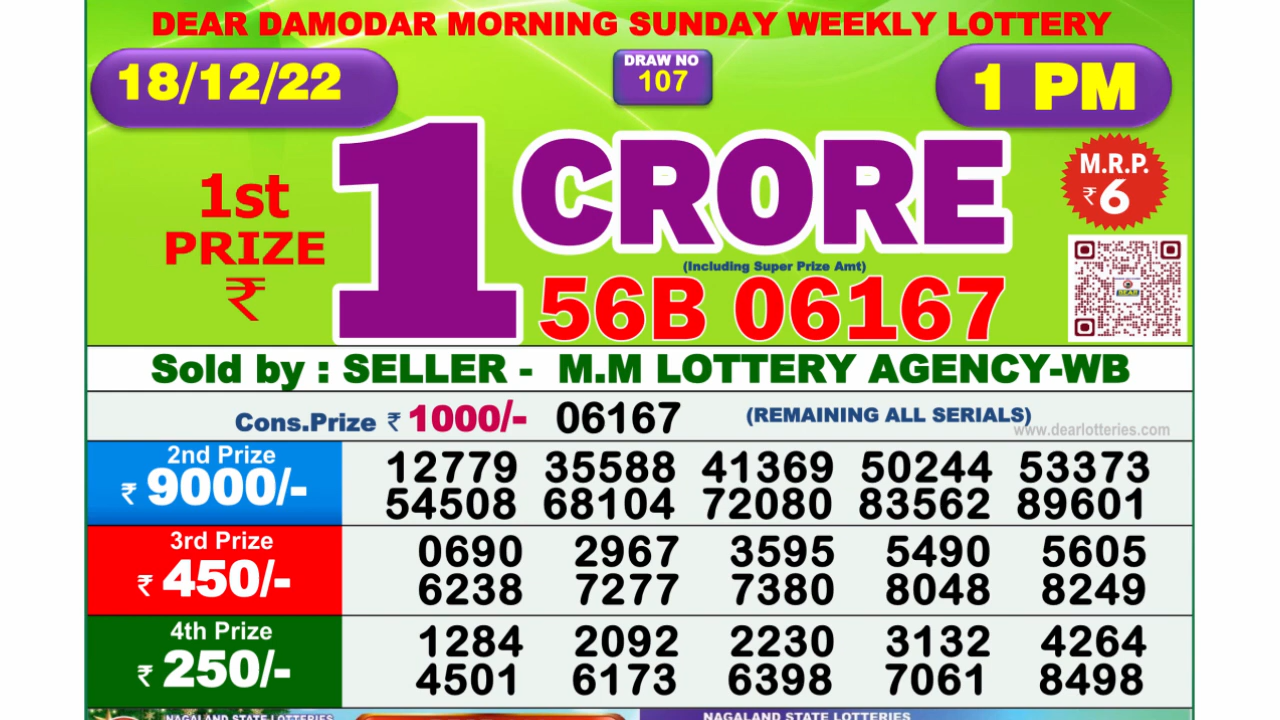 DEAR DAMODAR MORNING SUNDAY WEEKLY LOTTERY
18/12/22
DRAW NO
107
1 PM
1st
PRIZE
₹
1 CRORE
(Including Super Prize Amt)
56B 06167
M.R.P.
₹6
DEAR
Sold by : SELLER - M.M LOTTERY AGENCY-WB
Cons.Prize ₹ 1000/- 06167 (REMAINING ALL SERIALS)
www.dearlotteries.com
2nd Prize
₹ 9000/-
12779 35588 41369 50244 53373
54508 68104 72080 83562 89601
3rd Prize
₹ 450/-
0690 2967 3595 5490 5605
6238 7277 7380 8048 8249
4th Prize
₹ 250/-
1284 2092 2230 3132 4264
4501 6173 6398 7061 8498
NAGALAND STATE LOTTERIES
NAGALAND STATE LOTTERIES